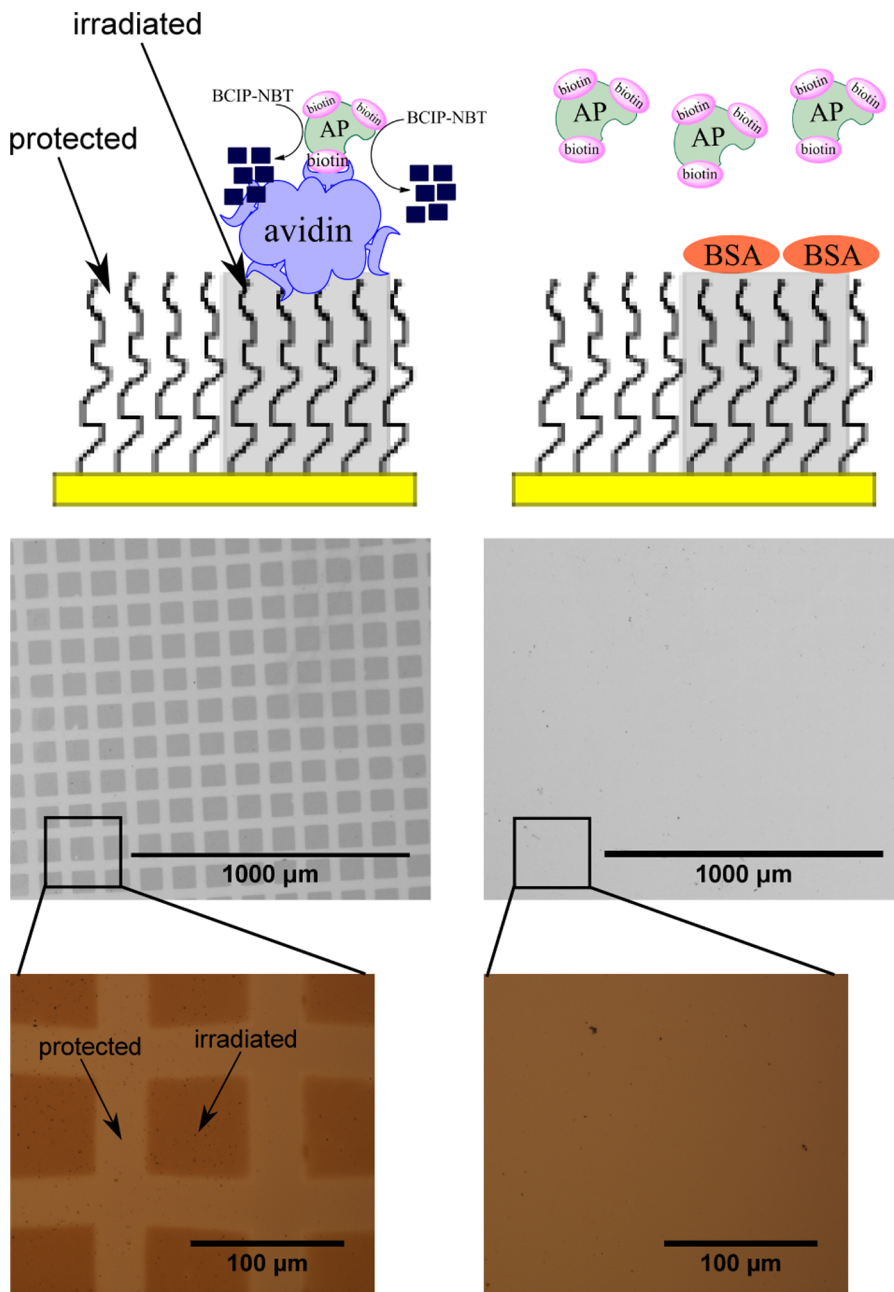 irradiated
protected
BCIP-NBT
BCIP-NBT
biotin
biotin
AP
biotin
avidin
biotin
biotin
AP
biotin
biotin
biotin
AP
biotin
biotin
biotin
AP
biotin
BSA
BSA
1000 µm
1000 µm
protected
irradiated
100 µm
100 µm